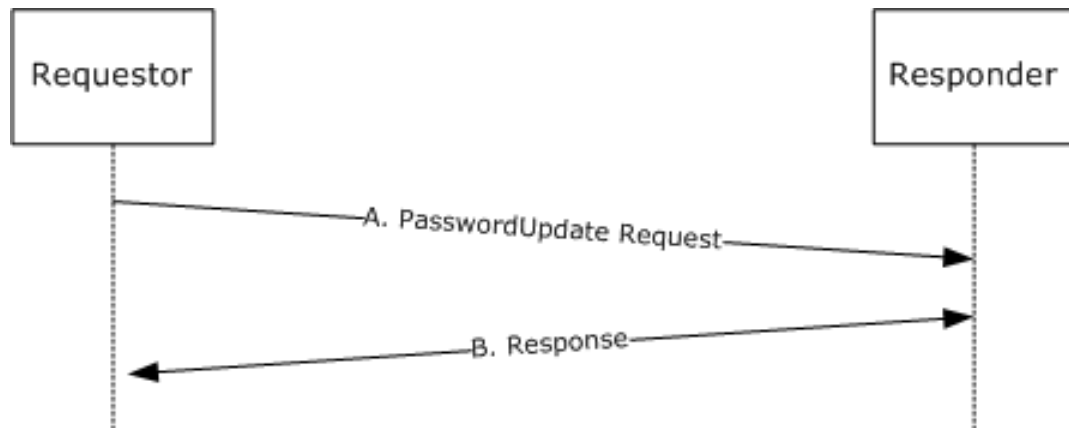 Requestor
Responder
A. PasswordUpdate Request
B. Response